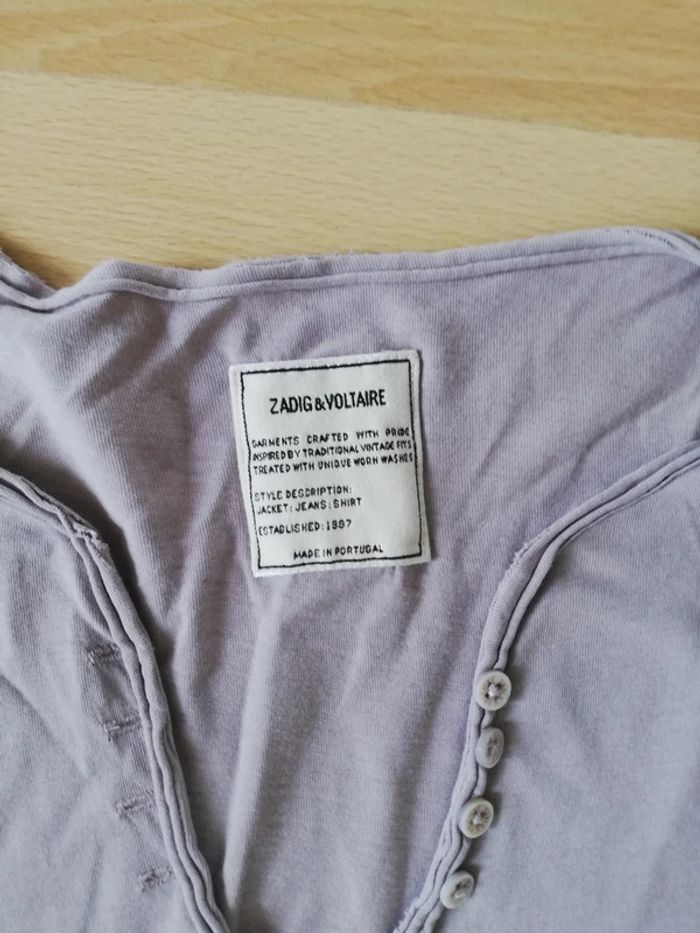 ZADIG&VOLTAIRE
GARMENTS CRAFTED WITH PRIDE
INSPIRED BY TRADITIONAL VINTAGE FITS
TREATED WITH UNIQUE WORN WASHES
STYLE DESCRIPTION:
JACKET: JEANS: SHIRT
ESTABLISHED: 1997
MADE IN PORTUGAL